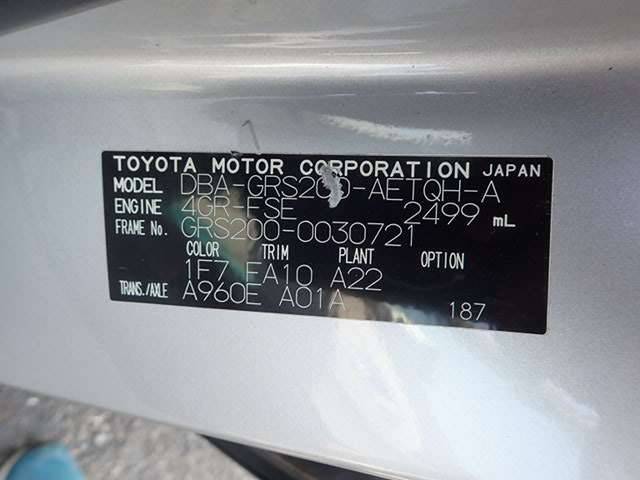 TOYOTA MOTOR CORPORATION JAPAN
MODEL DBA-GRS200-AETQH-A
ENGINE 4GR-FSE 2499 mL
FRAME No. GRS200-0030721
COLOR TRIM PLANT OPTION
1F7 FA10 A22
TRANS./AXLE A960E A01A
187